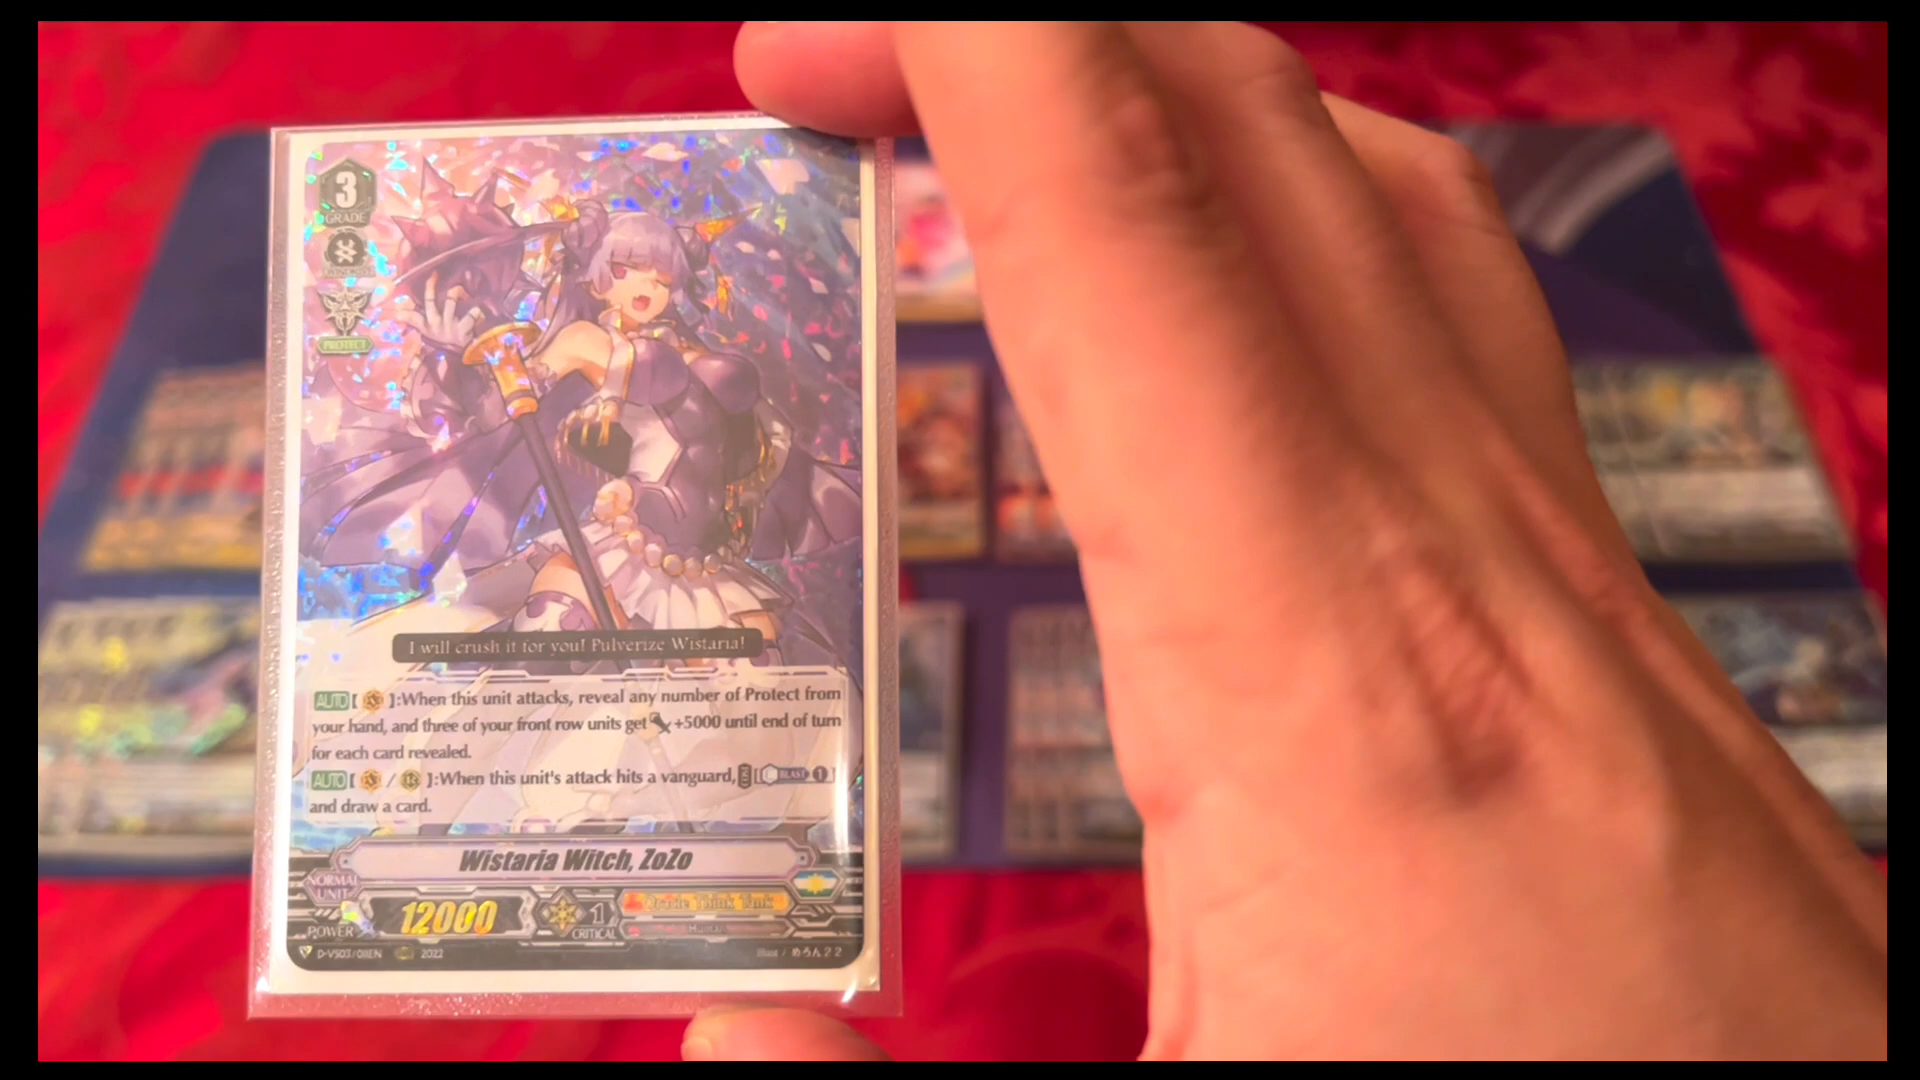 3
GRADE
PROTECT
I will crush it for you! Pulverize Wistaria!
AUTO [ ]:When this unit attacks, reveal any number of Protect from
your hand, and three of your front row units get +5000 until end of turn
for each card revealed.
AUTO [ / ]:When this unit's attack hits a vanguard, COST [ BLAST 1 ]
and draw a card.
Wistaria Witch, ZoZo
NORMAL
UNIT
POWER 12000 1 CRITICAL
Oracle Think Tank
Human
D-VS03/011EN 2022
Illust / めろん22